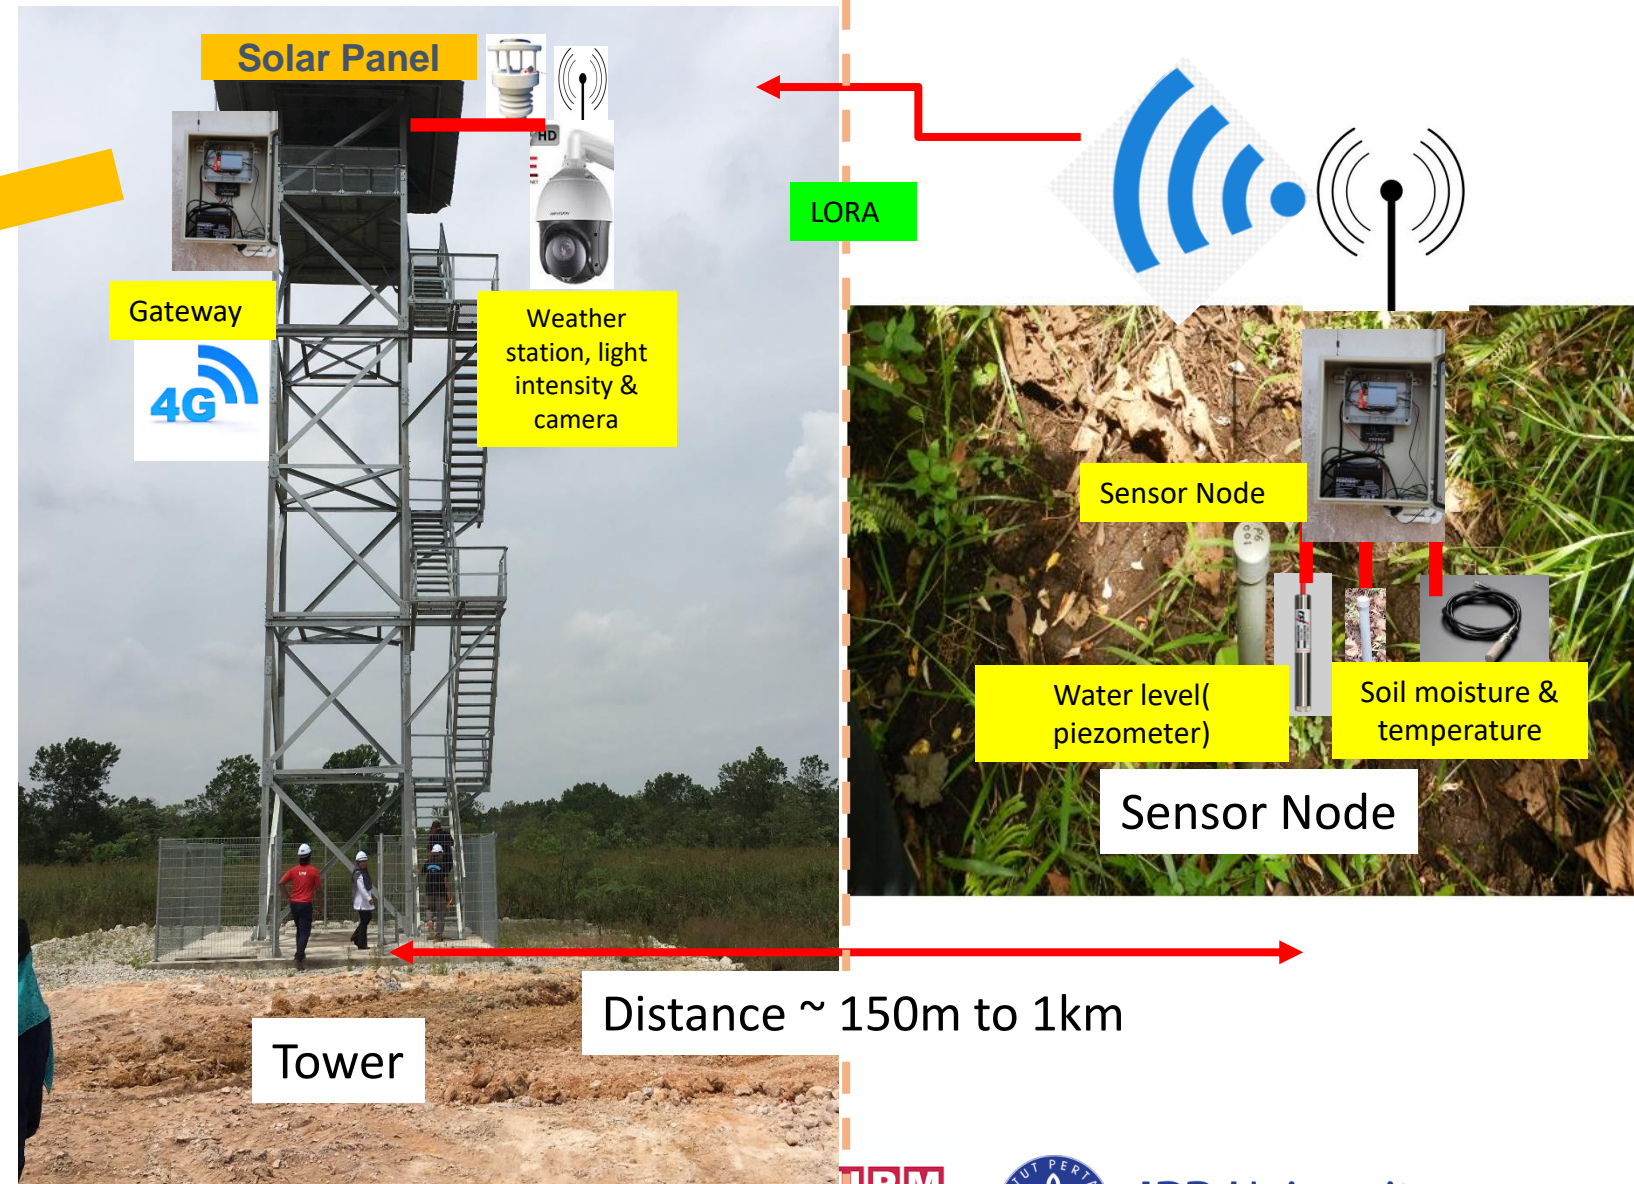 Solar Panel
HD
LORA
Gateway
4G
Weather
station, light
intensity &
camera
Sensor Node
Water level(
piezometer)
Soil moisture &
temperature
Sensor Node
Distance ~ 150m to 1km
Tower